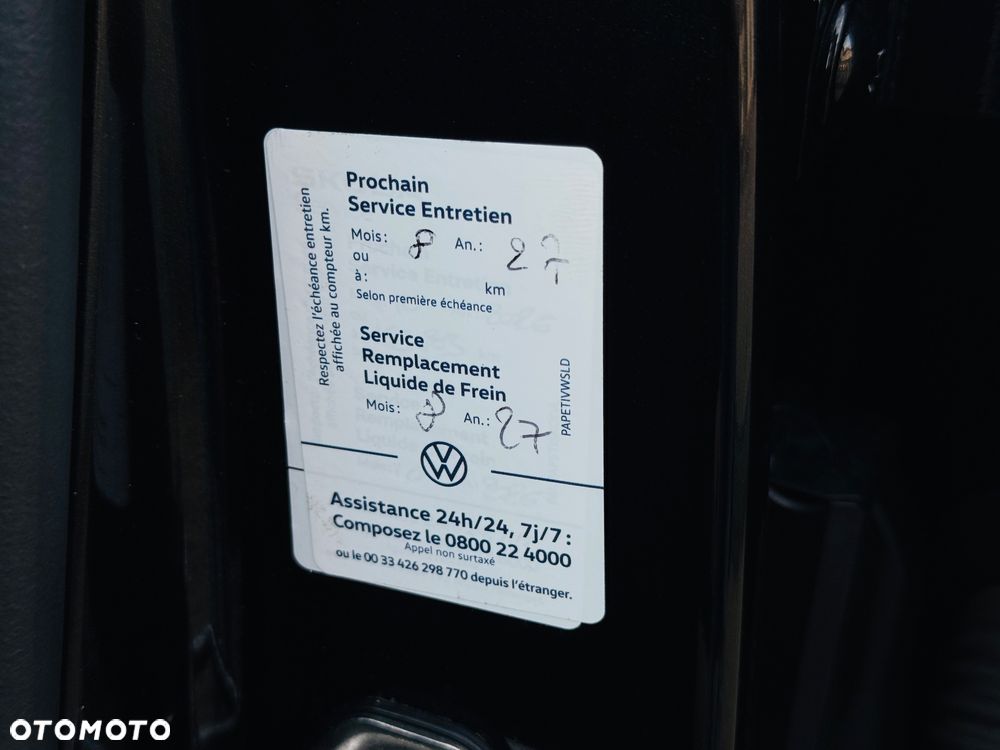 Prochain
Service Entretien
Mois: 8 An.: 27
ou
à: km
Selon première échéance
Service
Remplacement
Liquide de Frein
Mois: 8 An.: 27
Respectez l'échéance entretien
affichée au compteur km.
PAPETIVWSLD
Assistance 24h/24, 7j/7 :
Composez le 0800 22 4000
Appel non surtaxé
ou le 00 33 426 298 770 depuis l'étranger.
OTOMOTO